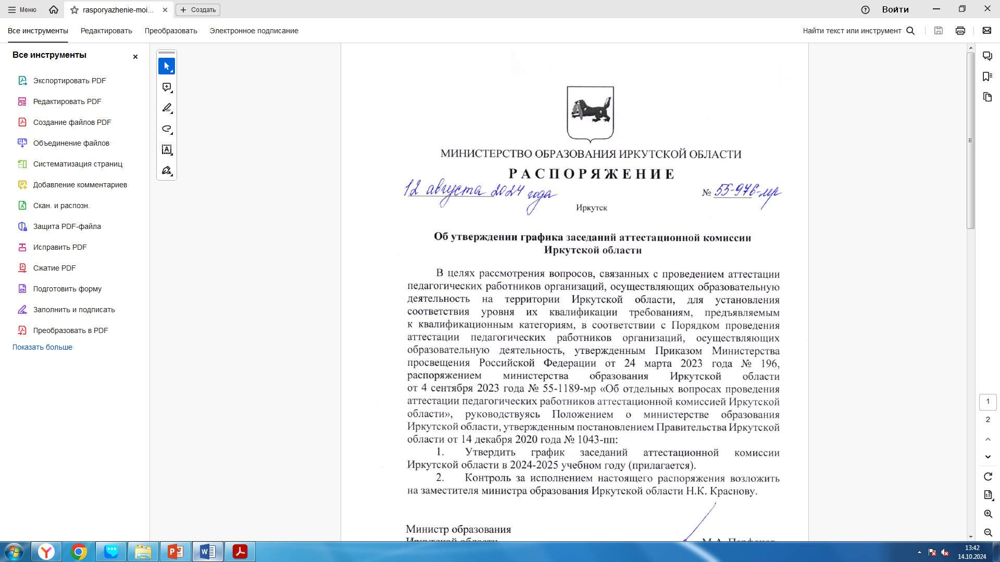 Меню
rasporyazhenie-moi...
Создать
Войти
Все инструменты
Редактировать
Преобразовать
Электронное подписание
Найти текст или инструмент
Все инструменты
Экспортировать PDF
Редактировать PDF
Создание файлов PDF
Объединение файлов
Систематизация страниц
Добавление комментариев
Скан. и распозн.
Защита PDF-файла
Исправить PDF
Сжатие PDF
Подготовить форму
Заполнить и подписать
Преобразовать в PDF
Показать больше
МИНИСТЕРСТВО ОБРАЗОВАНИЯ ИРКУТСКОЙ ОБЛАСТИ
РАСПОРЯЖЕНИЕ
12 августа 2024 года
№ 55-976-мр
Иркутск
Об утверждении графика заседаний аттестационной комиссии
Иркутской области
В целях рассмотрения вопросов, связанных с проведением аттестации
педагогических работников организаций, осуществляющих образовательную
деятельность на территории Иркутской области, для установления
соответствия уровня их квалификации требованиям, предъявляемым
к квалификационным категориям, в соответствии с Порядком проведения
аттестации педагогических работников организаций, осуществляющих
образовательную деятельность, утвержденным Приказом Министерства
просвещения Российской Федерации от 24 марта 2023 года № 196,
распоряжением министерства образования Иркутской области
от 4 сентября 2023 года № 55-1189-мр «Об отдельных вопросах проведения
аттестации педагогических работников аттестационной комиссией Иркутской
области», руководствуясь Положением о министерстве образования
Иркутской области, утвержденным постановлением Правительства Иркутской
области от 14 декабря 2020 года № 1043-пп:
1. Утвердить график заседаний аттестационной комиссии
Иркутской области в 2024-2025 учебном году (прилагается).
2. Контроль за исполнением настоящего распоряжения возложить
на заместителя министра образования Иркутской области Н.К. Краснову.
Министр образования
Иркутской области
М.А. Парфенов
1
2
13:42
14.10.2024